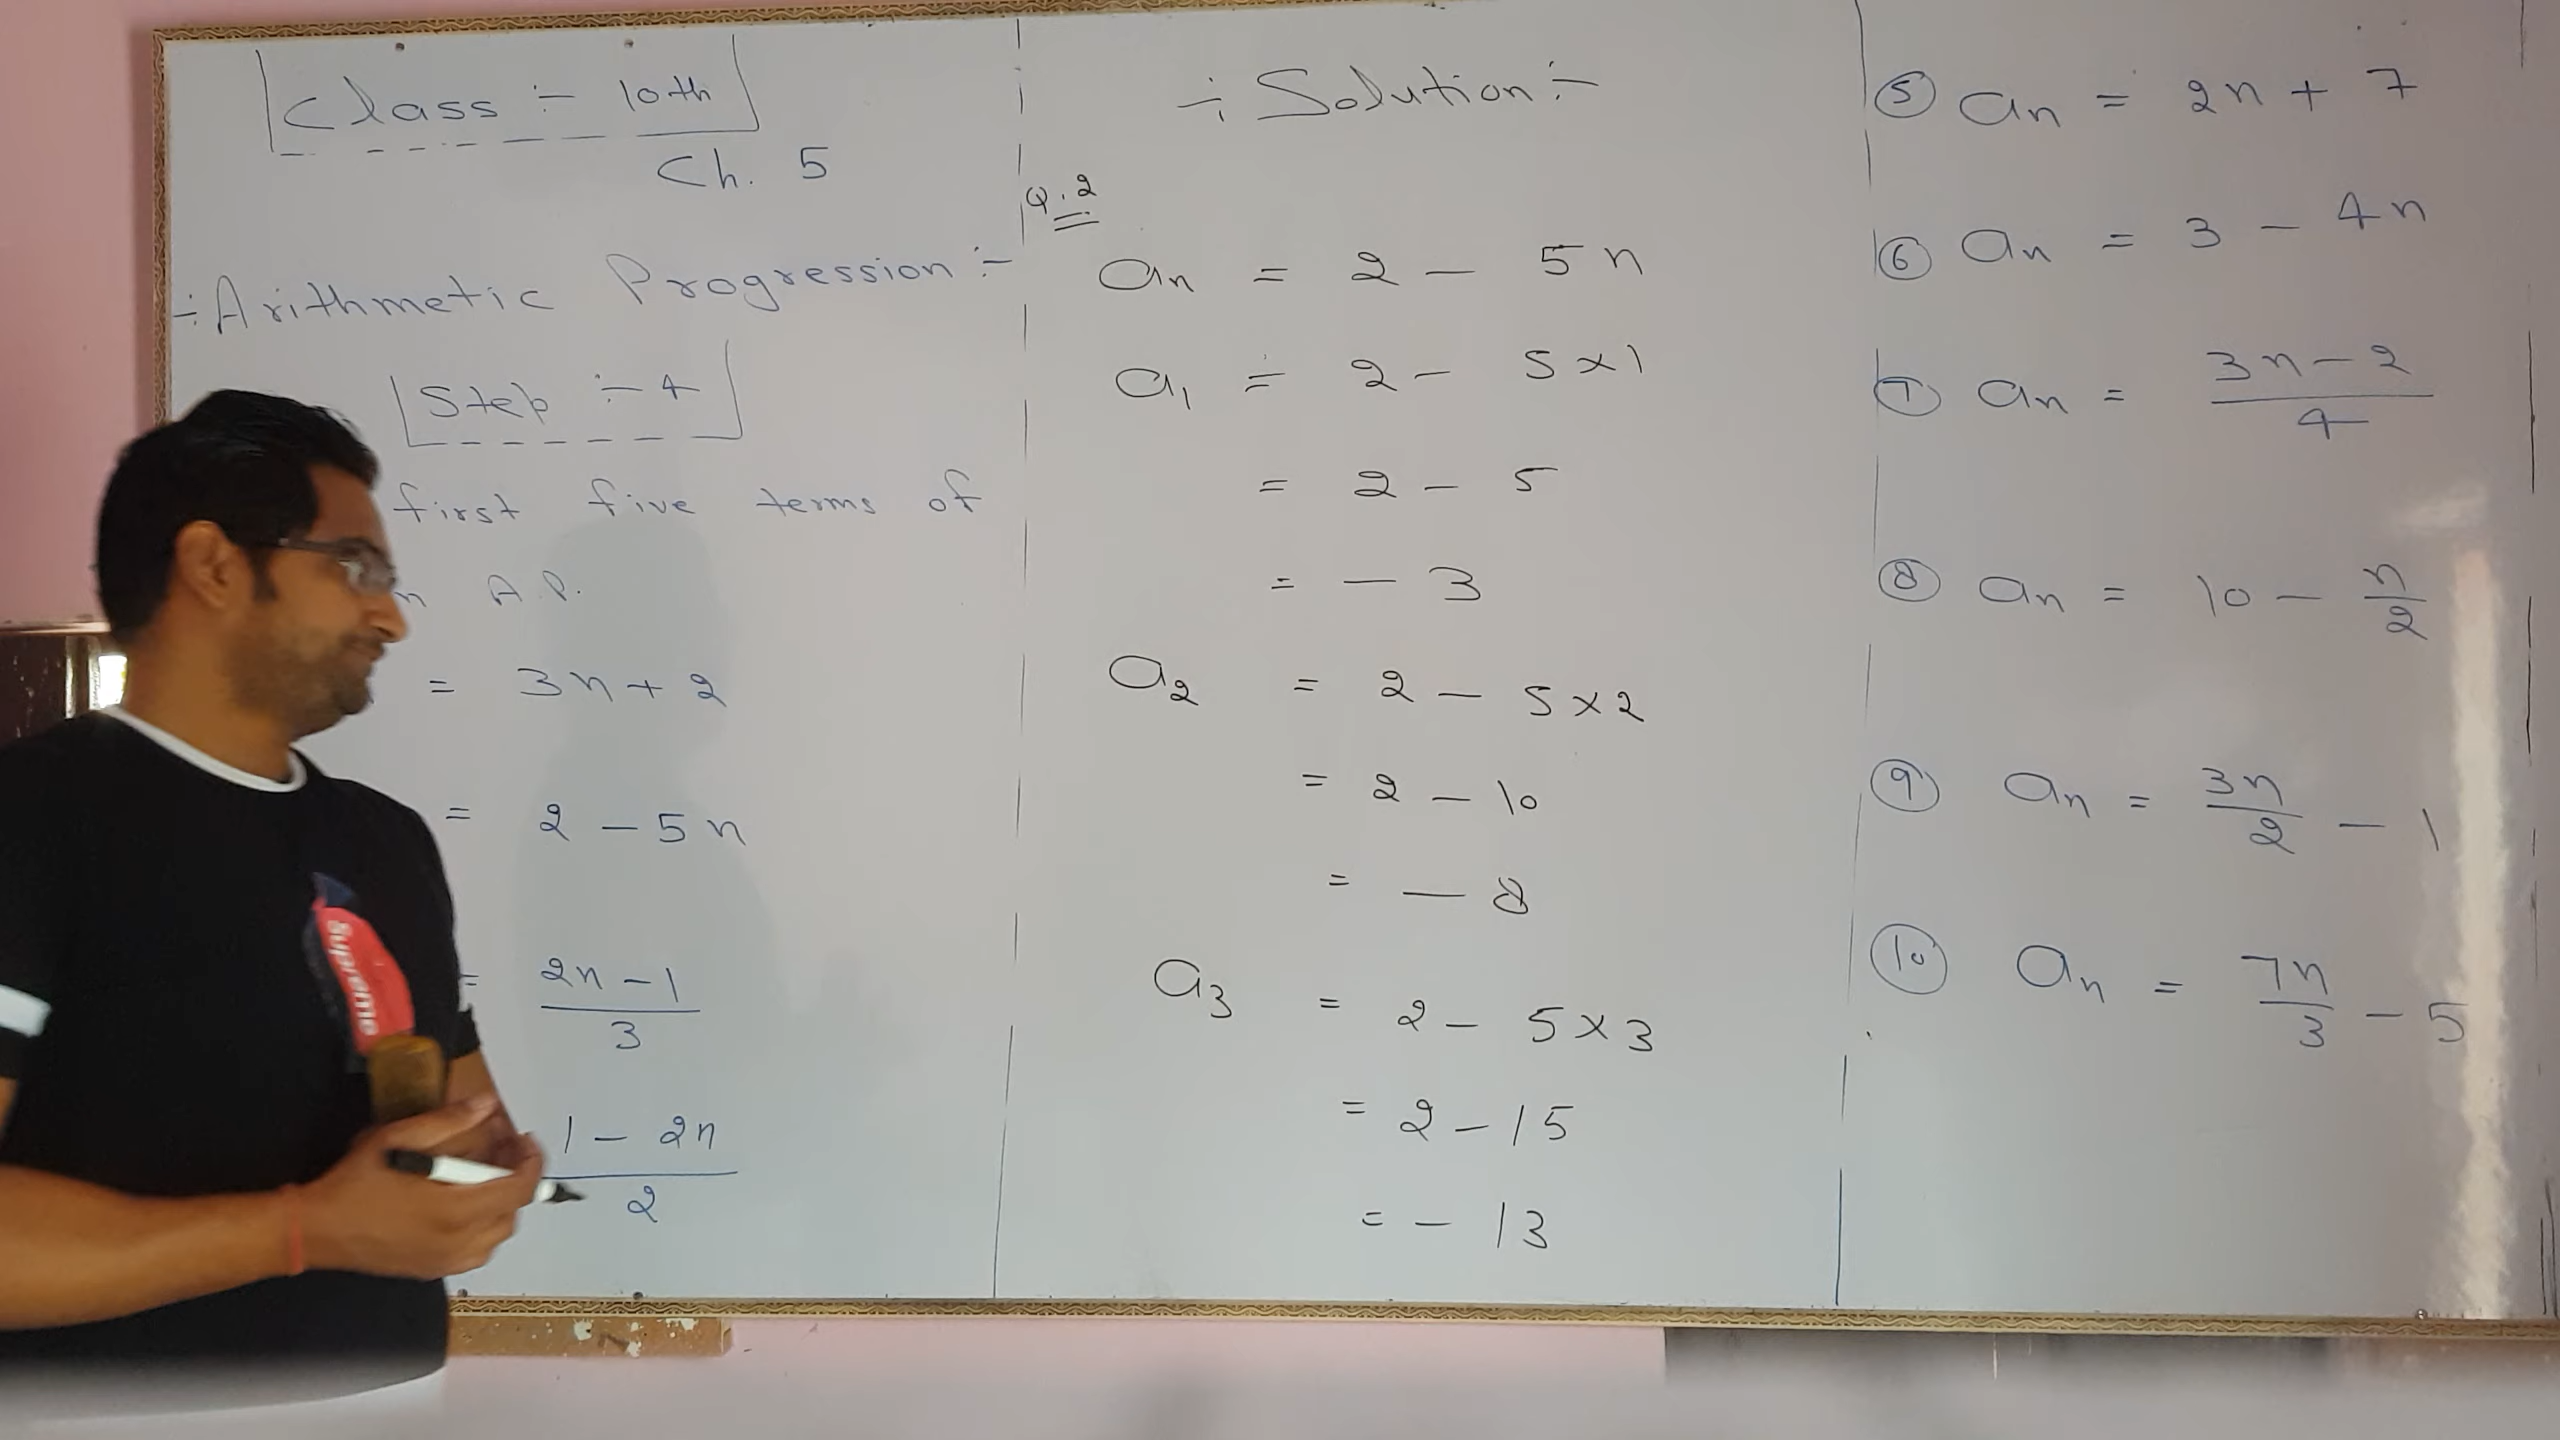 Class :- 10th
Ch. 5
-: Arithmetic Progression :-
Step :- 4
first five terms of
n A.P.
= 3n + 2
= 2 - 5n
= 2n - 1 / 3
1 - 2n / 2
-: Solution :-
Q.2
an = 2 - 5n
a1 = 2 - 5 x 1
= 2 - 5
= - 3
a2 = 2 - 5 x 2
= 2 - 10
= - 8
a3 = 2 - 5 x 3
= 2 - 15
= - 13
5 an = 2n + 7
6 an = 3 - 4n
7 an = 3n - 2 / 4
8 an = 10 - n/2
9 an = 3n/2 - 1
10 an = 7n/3 - 5
Supreme